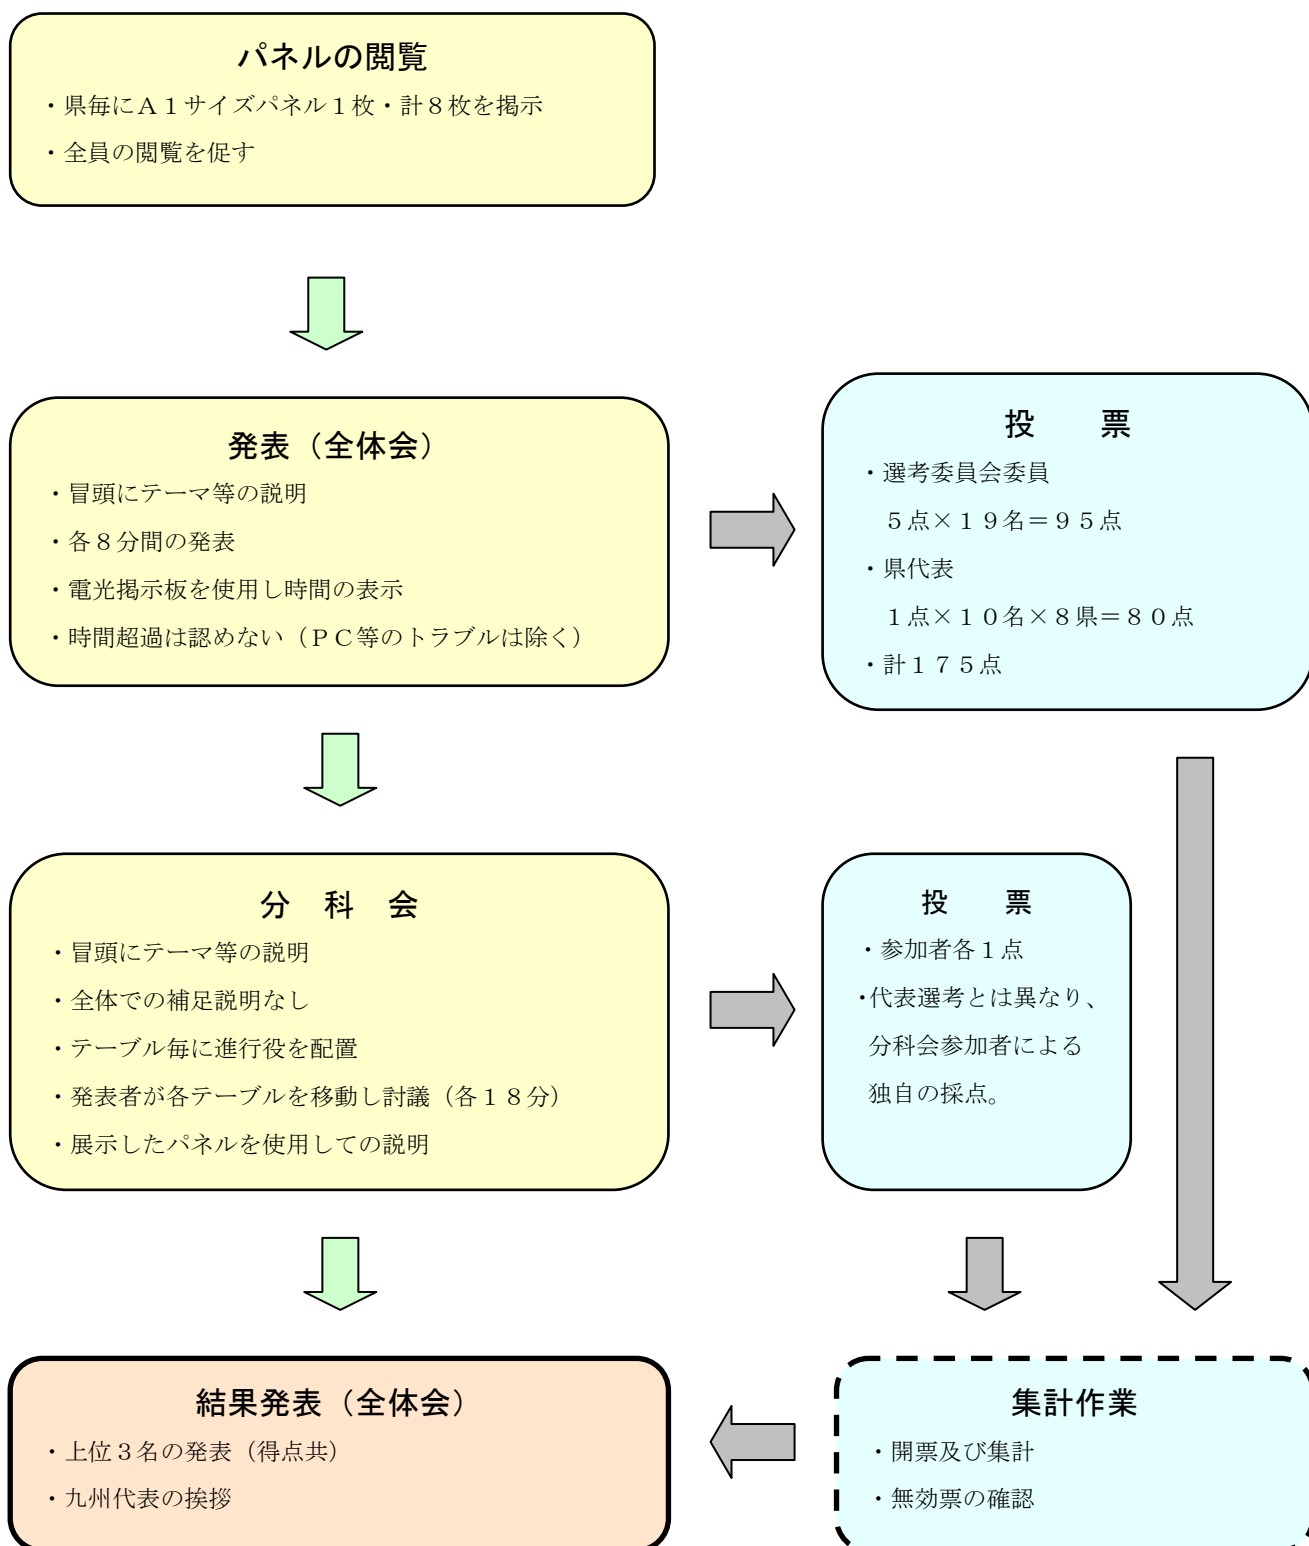 パネルの閲覧
・県毎にＡ１サイズパネル１枚・計８枚を掲示
・全員の閲覧を促す
発表（全体会）
・冒頭にテーマ等の説明
・各８分間の発表
・電光掲示板を使用し時間の表示
・時間超過は認めない（ＰＣ等のトラブルは除く）
投　　票
・選考委員会委員
５点×１９名＝９５点
・県代表
１点×１０名×８県＝８０点
・計１７５点
分　科　会
・冒頭にテーマ等の説明
・全体での補足説明なし
・テーブル毎に進行役を配置
・発表者が各テーブルを移動し討議（各１８分）
・展示したパネルを使用しての説明
投　　票
・参加者各１点
・代表選考とは異なり、
分科会参加者による
独自の採点。
結果発表（全体会）
・上位３名の発表（得点共）
・九州代表の挨拶
集計作業
・開票及び集計
・無効票の確認